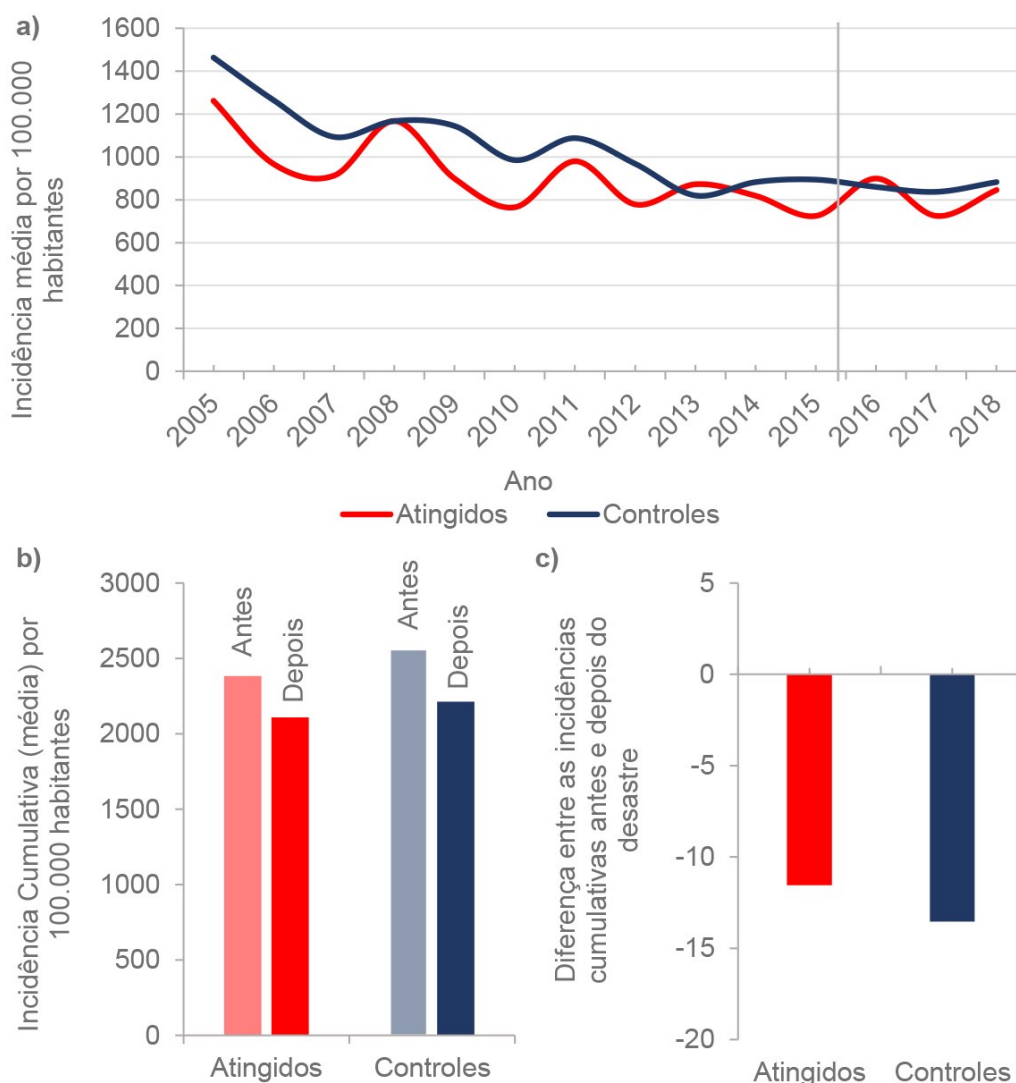 a)
Incidência média por 100.000
habitantes
1600
1400
1200
1000
800
600
400
200
0
2005
2006
2007
2008
2009
2010
2011
2012
2013
2014
2015
2016
2017
2018
Ano
Atingidos
Controles
b)
Incidência Cumulativa (média) por
100.000 habitantes
3000
2500
2000
1500
1000
500
0
Antes
Depois
Antes
Depois
Atingidos
Controles
c)
Diferença entre as incidências
cumulativas antes e depois do
desastre
5
0
-5
-10
-15
-20
Atingidos
Controles